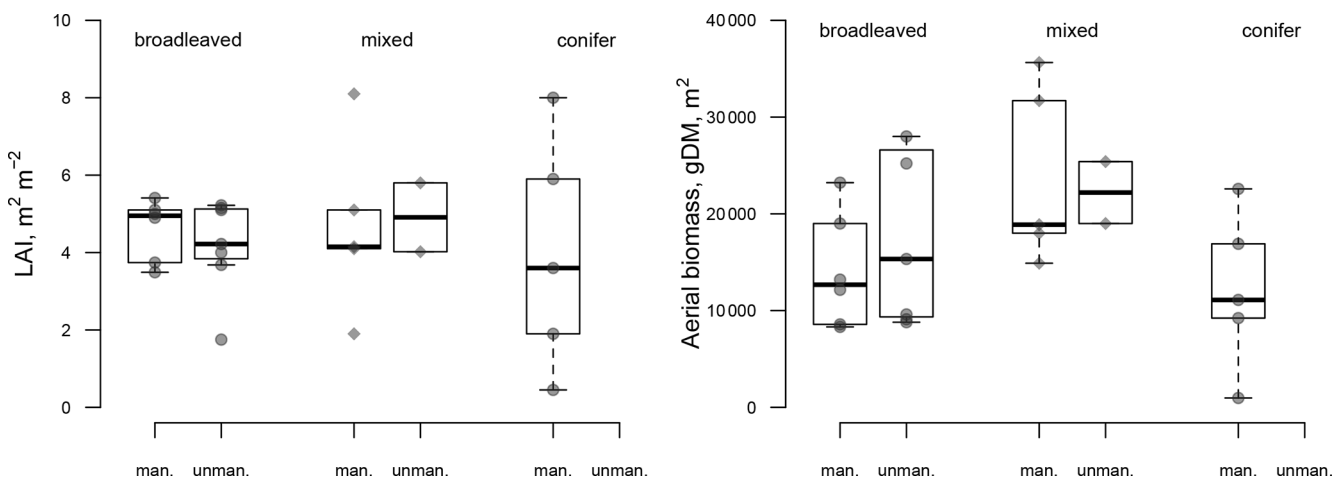 LAI, m² m⁻²
10
8
6
4
2
0
broadleaved mixed conifer
man. unman. man. unman. man. unman.
Aerial biomass, gDM, m²
40000
30000
20000
10000
0
broadleaved mixed conifer
man. unman. man. unman. man. unman.